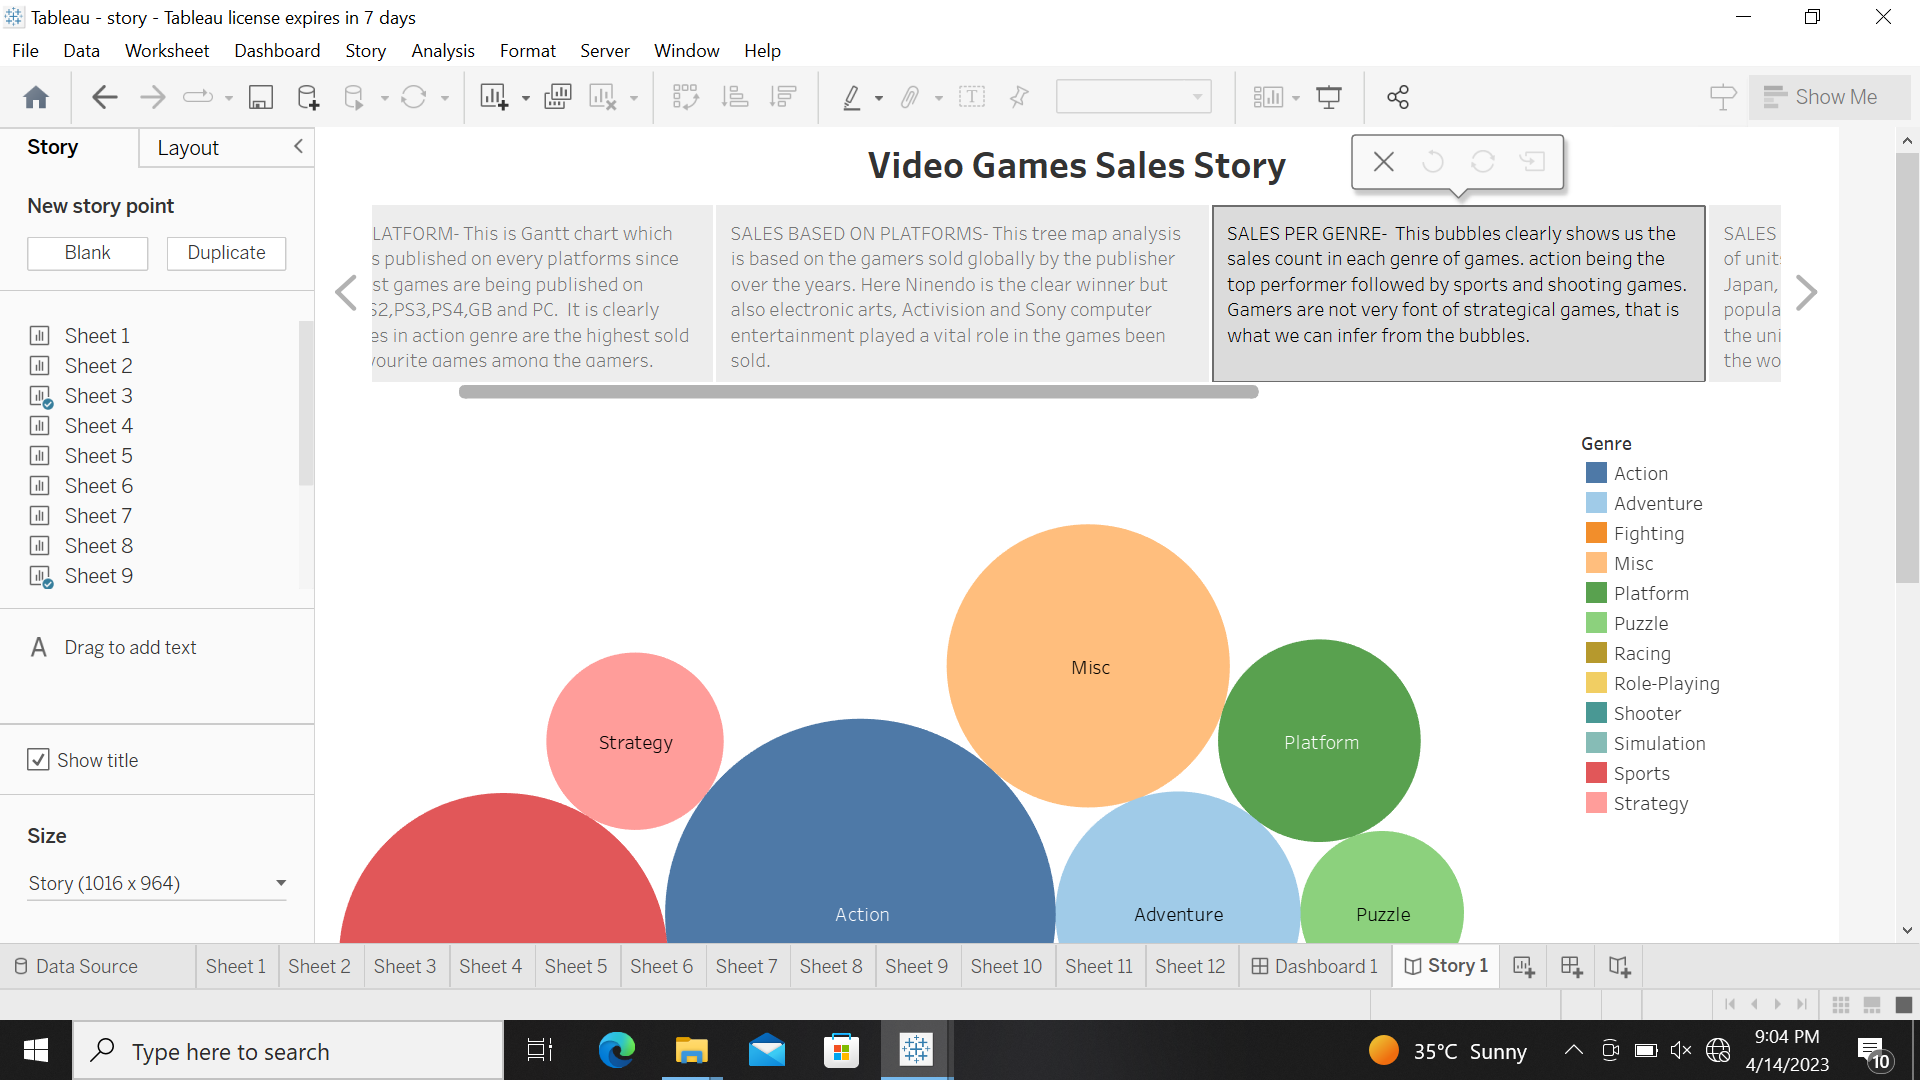 Tableau - story - Tableau license expires in 7 days
File Data Worksheet Dashboard Story Analysis Format Server Window Help
Show Me
Story
Layout
New story point
Blank
Duplicate
Sheet 1
Sheet 2
Sheet 3
Sheet 4
Sheet 5
Sheet 6
Sheet 7
Sheet 8
Sheet 9
A Drag to add text
Show title
Size
Story (1016 x 964)
Video Games Sales Story
LATFORM- This is Gantt chart which
s published on every platforms since
st games are being published on
S2,PS3,PS4,GB and PC. It is clearly
es in action genre are the highest sold
vourite games among the gamers.
SALES BASED ON PLATFORMS- This tree map analysis
is based on the gamers sold globally by the publisher
over the years. Here Ninendo is the clear winner but
also electronic arts, Activision and Sony computer
entertainment played a vital role in the games been
sold.
SALES PER GENRE- This bubbles clearly shows us the
sales count in each genre of games. action being the
top performer followed by sports and shooting games.
Gamers are not very font of strategical games, that is
what we can infer from the bubbles.
SALES
of unit
Japan,
popula
the uni
the wo
Genre
Action
Adventure
Fighting
Misc
Platform
Puzzle
Racing
Role-Playing
Shooter
Simulation
Sports
Strategy
Misc
Strategy
Platform
Action
Adventure
Puzzle
Data Source Sheet 1 Sheet 2 Sheet 3 Sheet 4 Sheet 5 Sheet 6 Sheet 7 Sheet 8 Sheet 9 Sheet 10 Sheet 11 Sheet 12 Dashboard 1 Story 1
Type here to search
35°C Sunny
9:04 PM
4/14/2023
10